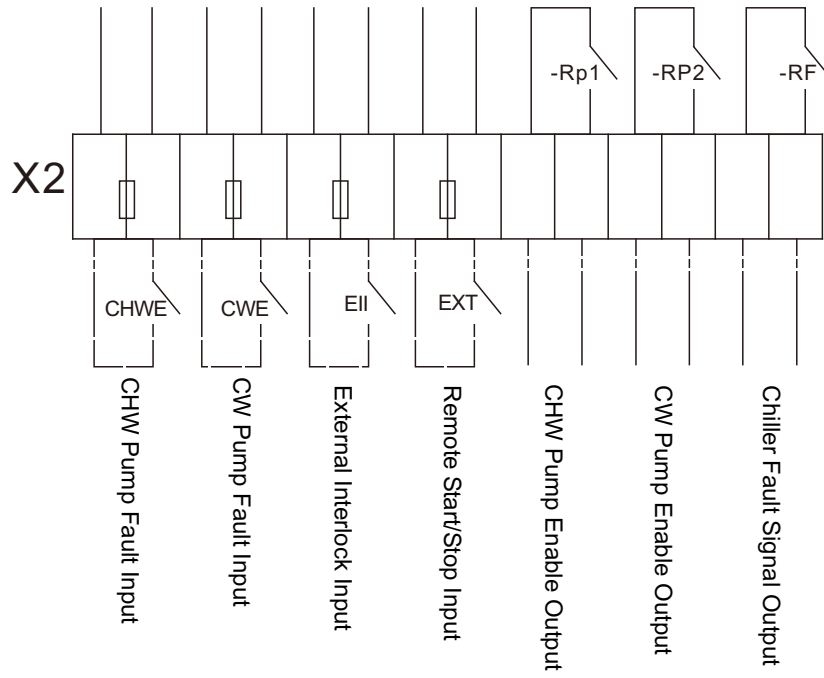 -Rp1
-RP2
-RF
X2
CHWE
CWE
EII
EXT
CHW Pump Fault Input
CW Pump Fault Input
External Interlock Input
Remote Start/Stop Input
CHW Pump Enable Output
CW Pump Enable Output
Chiller Fault Signal Output